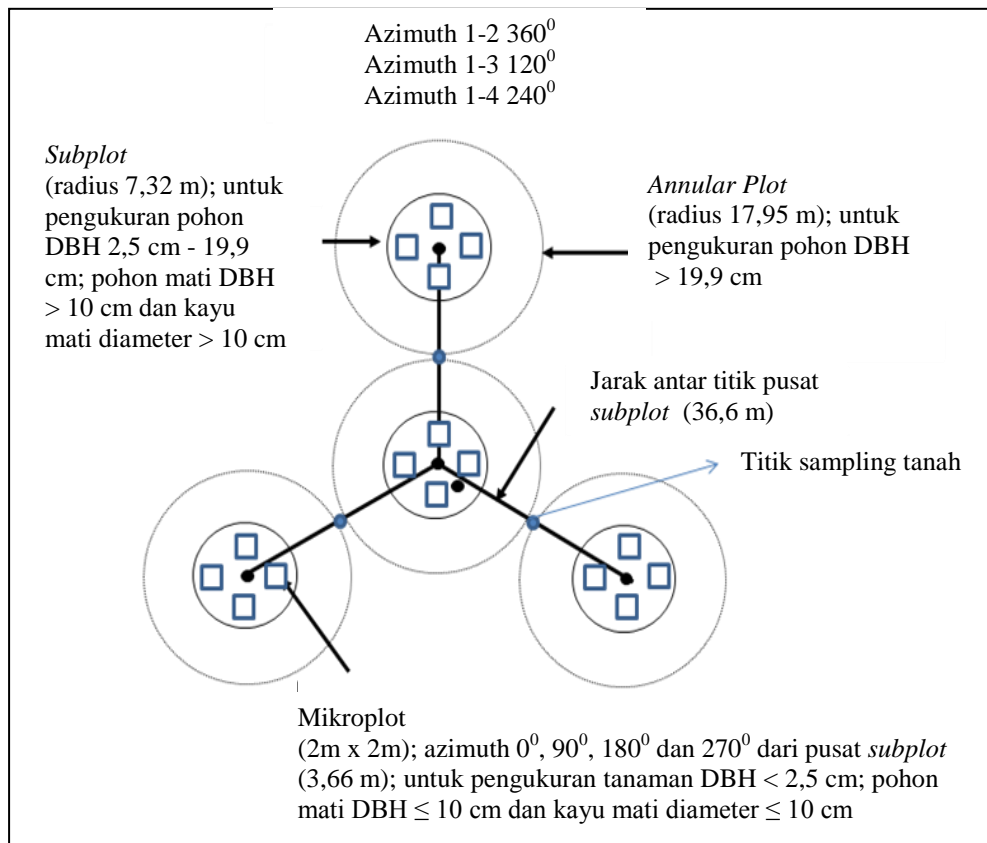 Azimuth 1-2 360⁰
Azimuth 1-3 120⁰
Azimuth 1-4 240⁰
Subplot
(radius 7,32 m); untuk
pengukuran pohon
DBH 2,5 cm - 19,9
cm; pohon mati DBH
> 10 cm dan kayu
mati diameter > 10 cm
Annular Plot
(radius 17,95 m); untuk
pengukuran pohon DBH
> 19,9 cm
Jarak antar titik pusat
subplot (36,6 m)
Titik sampling tanah
Mikroplot
(2m x 2m); azimuth 0⁰, 90⁰, 180⁰ dan 270⁰ dari pusat subplot
(3,66 m); untuk pengukuran tanaman DBH < 2,5 cm; pohon
mati DBH ≤ 10 cm dan kayu mati diameter ≤ 10 cm